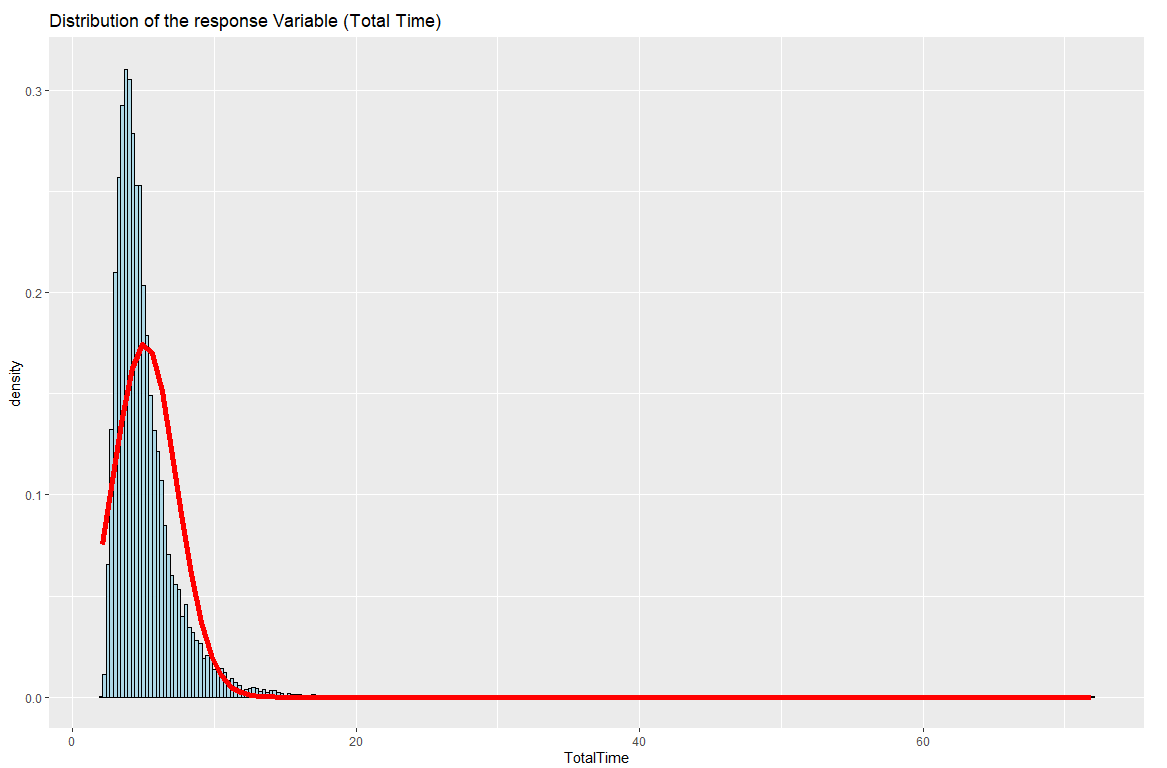 Distribution of the response Variable (Total Time)
0.3
0.2
0.1
0.0
density
0 20 40 60
TotalTime